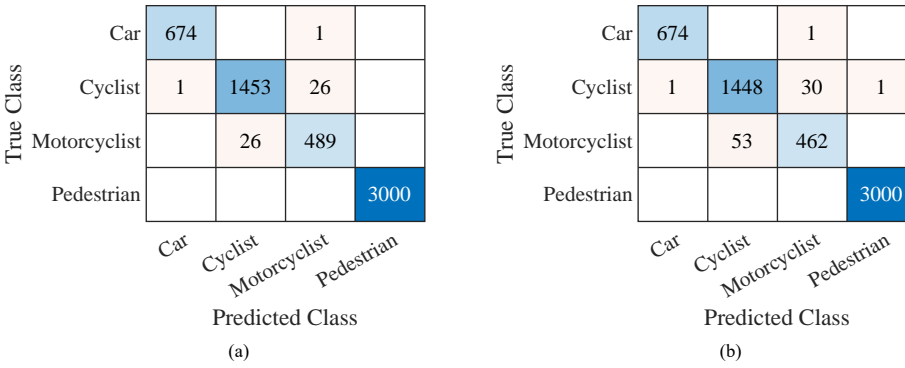 True Class
Car 674 1
Cyclist 1 1453 26
Motorcyclist 26 489
Pedestrian 3000
Car Cyclist Motorcyclist Pedestrian
Predicted Class
(a)
True Class
Car 674 1
Cyclist 1 1448 30 1
Motorcyclist 53 462
Pedestrian 3000
Car Cyclist Motorcyclist Pedestrian
Predicted Class
(b)